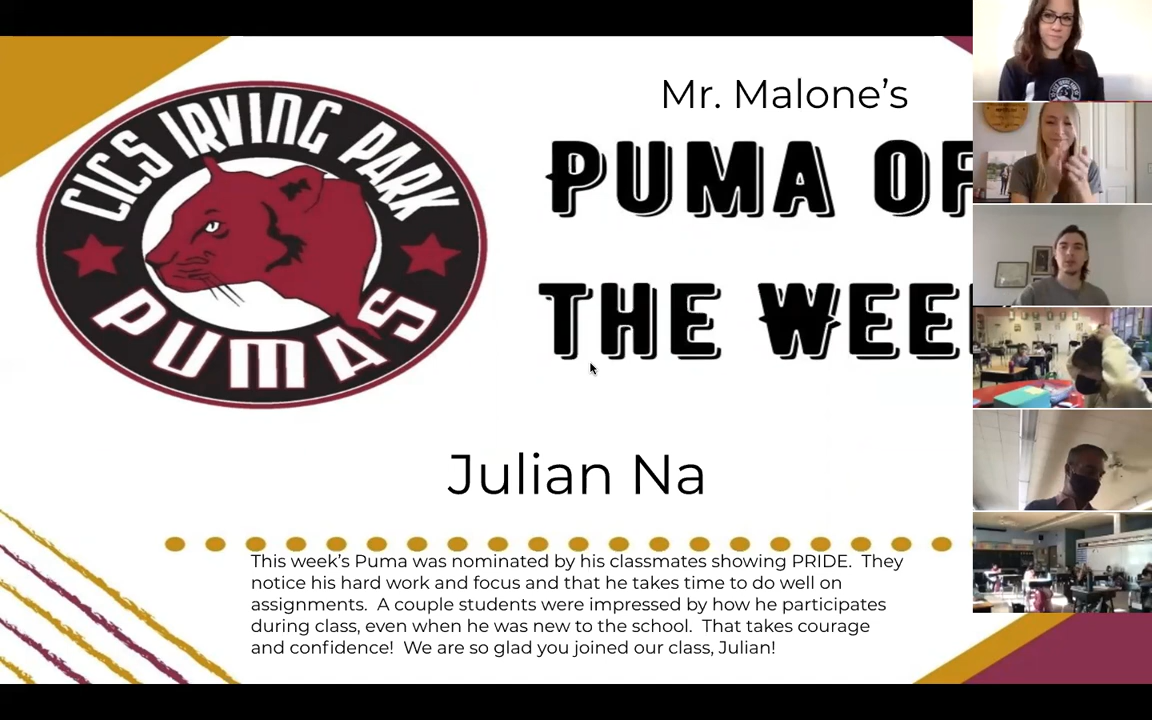 CICS IRVING PARK
PUMAS
Mr. Malone's
PUMA OF
THE WEE
Julian Na
This week's Puma was nominated by his classmates showing PRIDE. They
notice his hard work and focus and that he takes time to do well on
assignments. A couple students were impressed by how he participates
during class, even when he was new to the school. That takes courage
and confidence! We are so glad you joined our class, Julian!